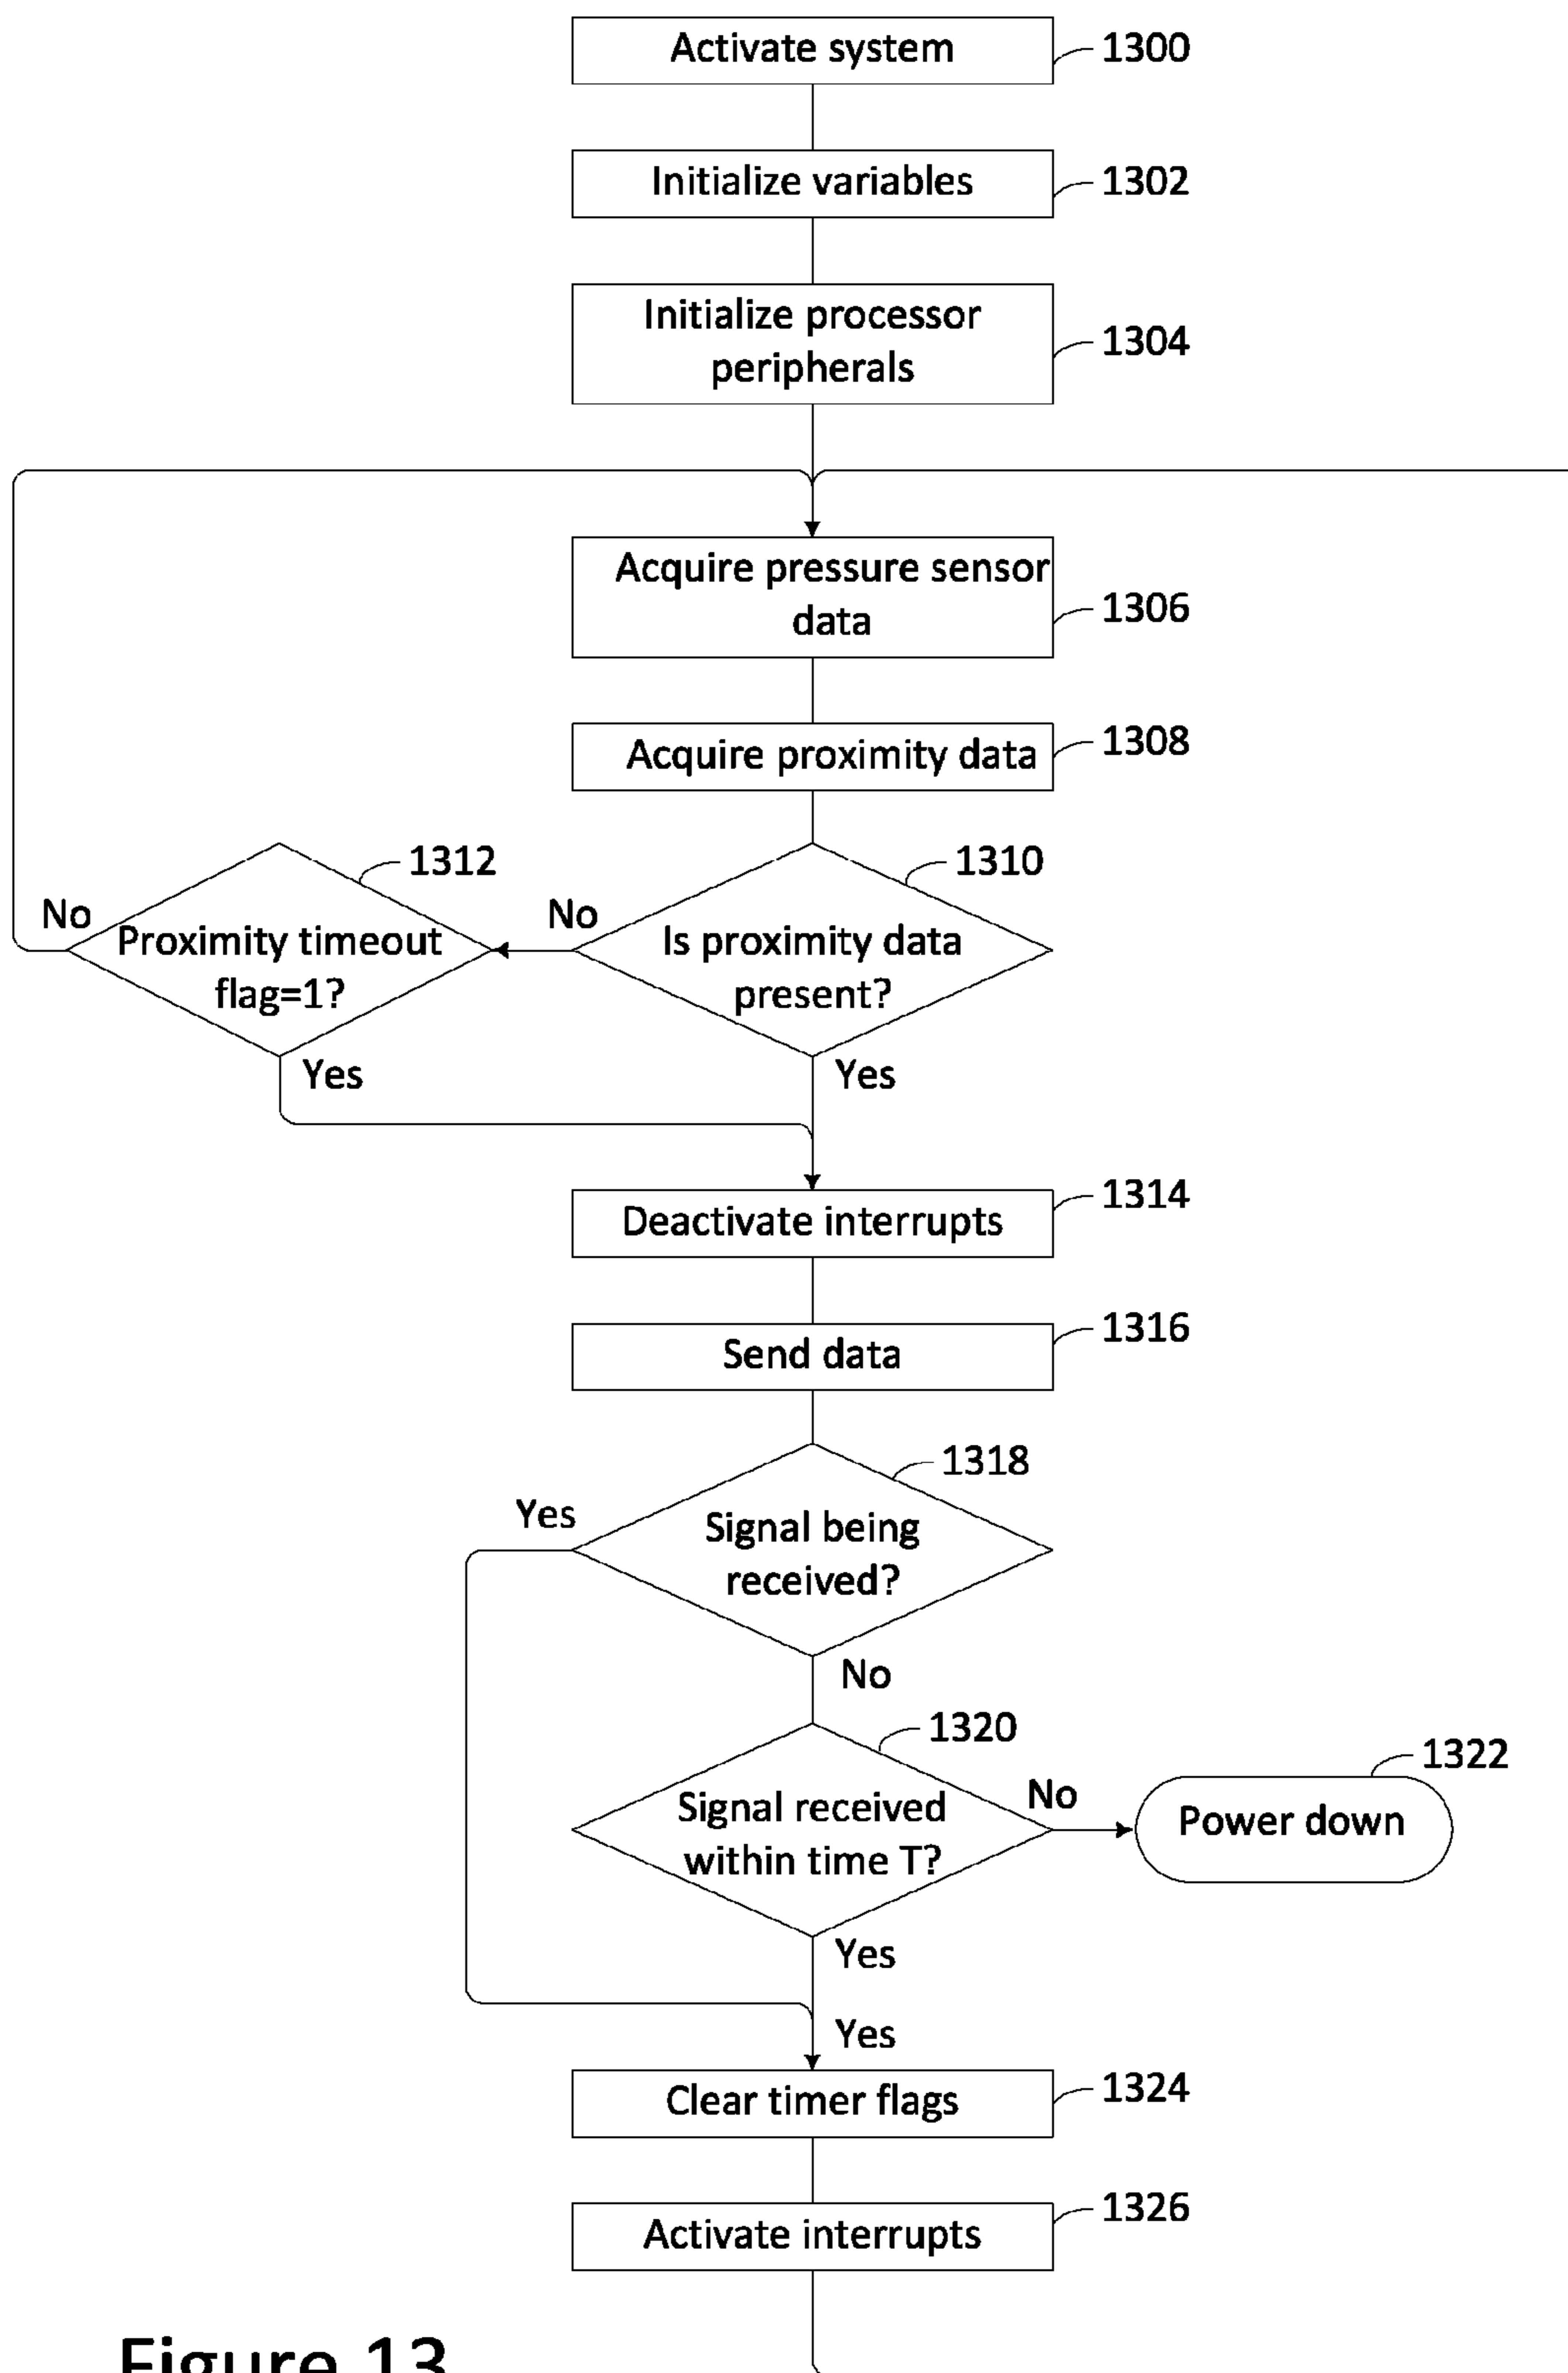 Activate system
1300
Initialize variables
1302
Initialize processor
peripherals
1304
Acquire pressure sensor
data
1306
Acquire proximity data
1308
1312
1310
No
No
Proximity timeout
flag=1?
Is proximity data
present?
Yes
Yes
Deactivate interrupts
1314
Send data
1316
1318
Yes
Signal being
received?
No
1320
1322
No
Signal received
within time T?
Power down
Yes
Yes
Clear timer flags
1324
Activate interrupts
1326
Figure 13